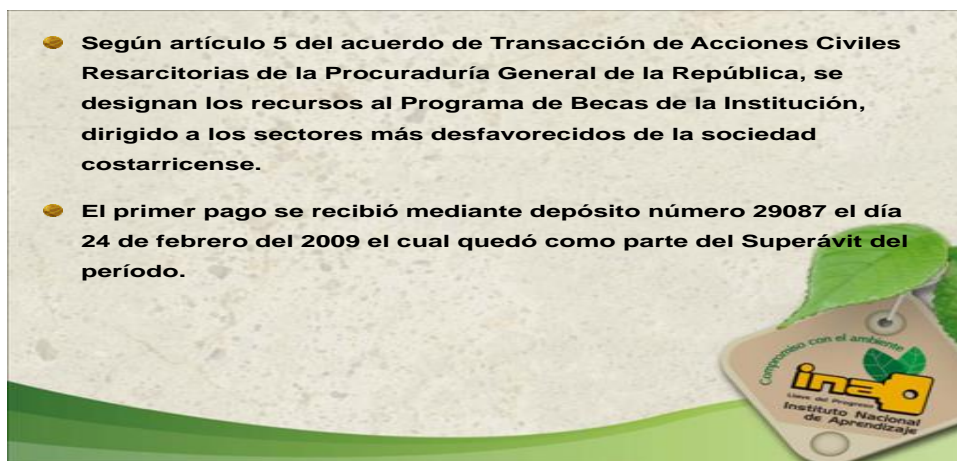 Según artículo 5 del acuerdo de Transacción de Acciones Civiles
Resarcitorias de la Procuraduría General de la República, se
designan los recursos al Programa de Becas de la Institución,
dirigido a los sectores más desfavorecidos de la sociedad
costarricense.
El primer pago se recibió mediante depósito número 29087 el día
24 de febrero del 2009 el cual quedó como parte del Superávit del
período.
Compromiso con el ambiente
ina
Llave del Progreso
Instituto Nacional
de Aprendizaje